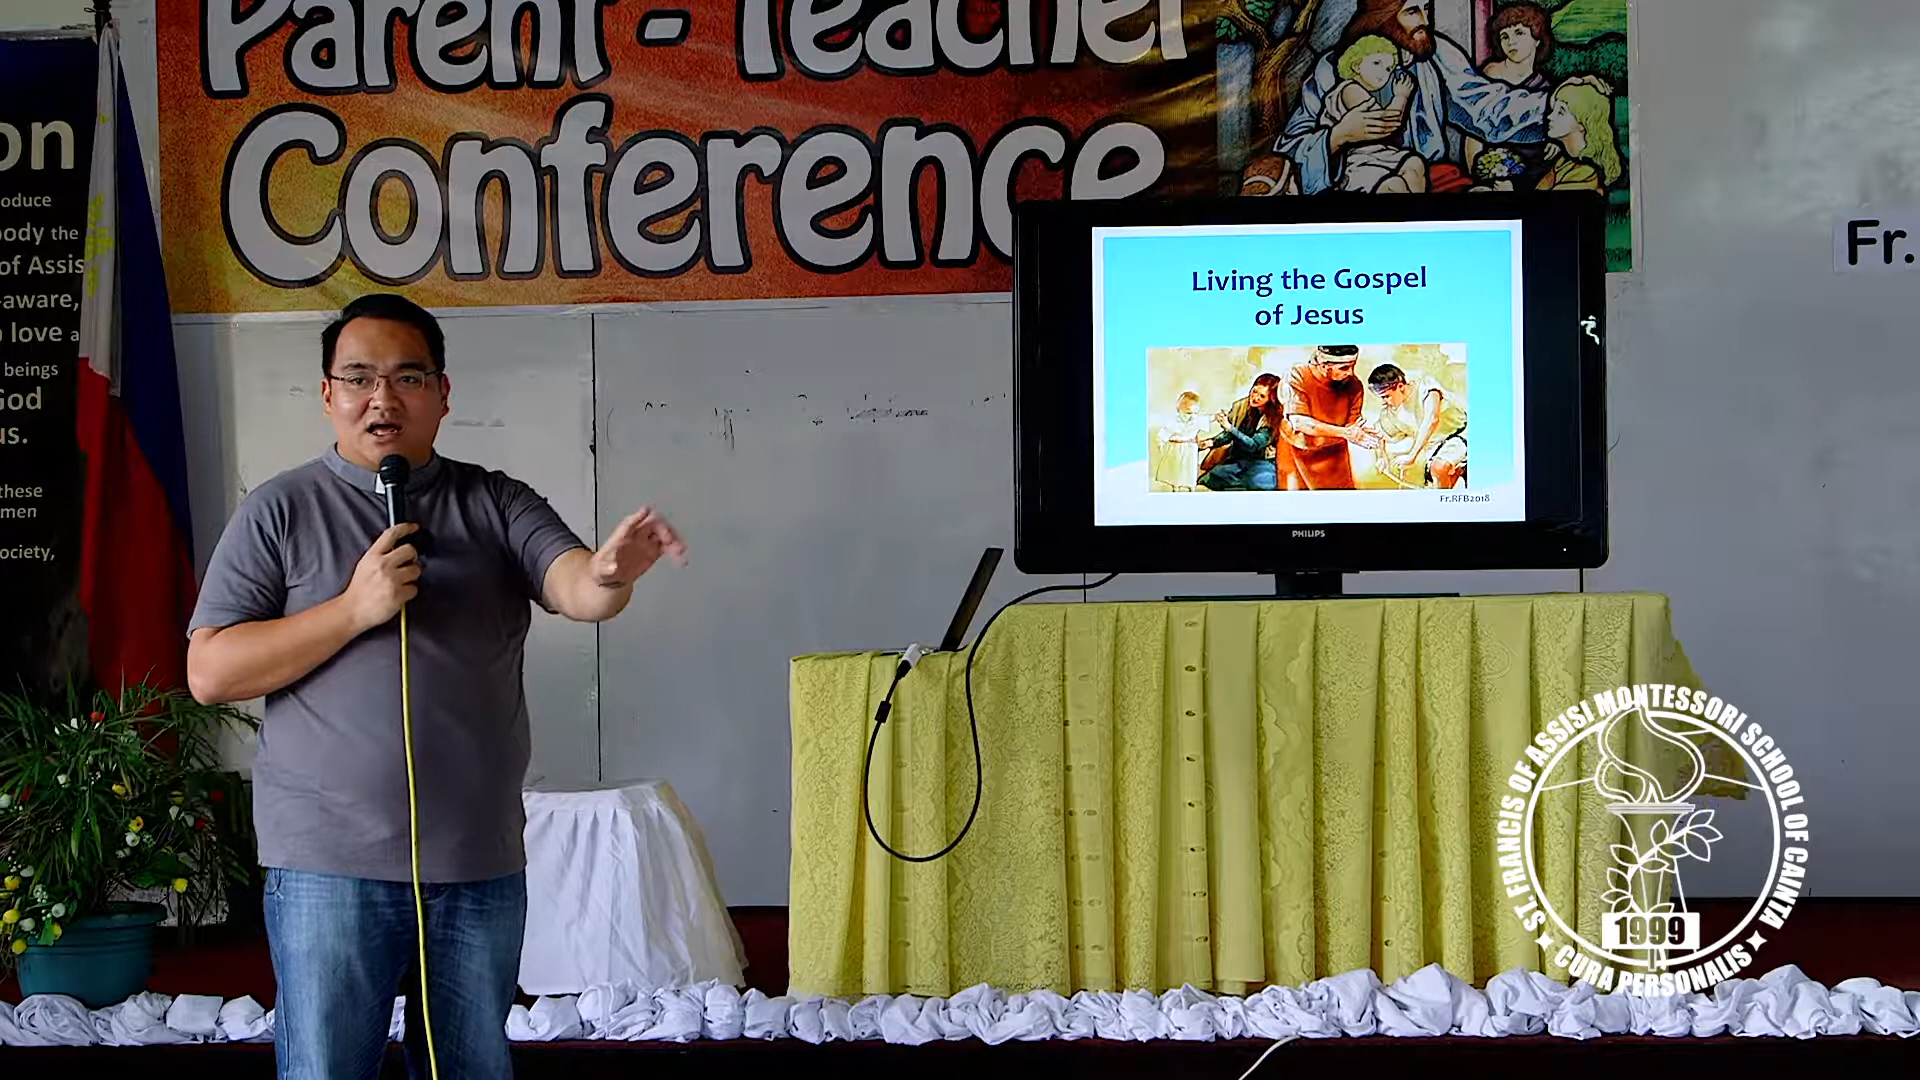 Parent - Teacher
Conference
on
oduce
ody the
of Assis
-aware,
love a
beings
God
us.
these
men
ociety,
Living the Gospel
of Jesus
Fr.RFB2018
PHILIPS
Fr.
ST. FRANCIS OF ASSISI MONTESSORI SCHOOL OF CAINTA
1999
CURA PERSONALIS